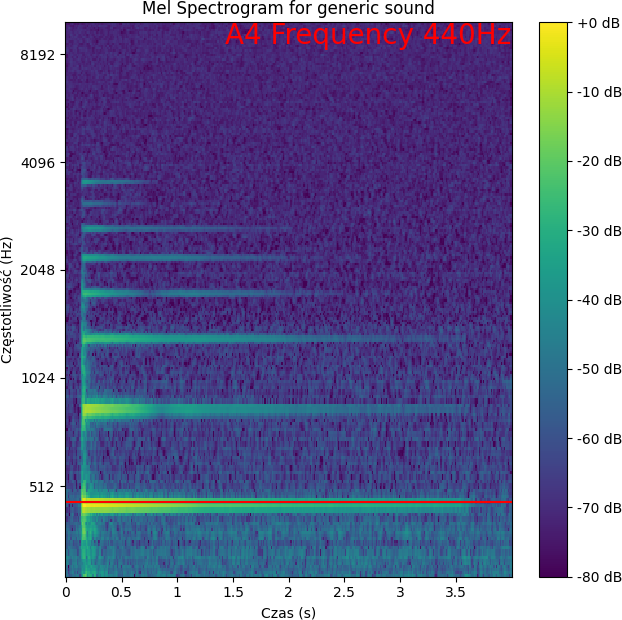 Mel Spectrogram for generic sound
A4 Frequency 440Hz
Częstotliwość (Hz)
8192
4096
2048
1024
512
0 0.5 1 1.5 2 2.5 3 3.5
Czas (s)
+0 dB
-10 dB
-20 dB
-30 dB
-40 dB
-50 dB
-60 dB
-70 dB
-80 dB